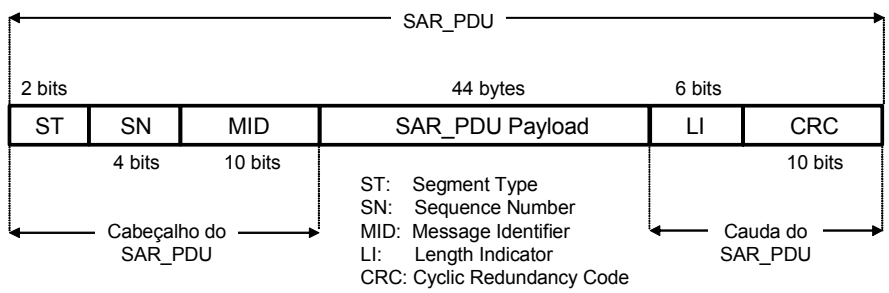 SAR_PDU
2 bits 44 bytes 6 bits
ST SN MID SAR_PDU Payload LI CRC
4 bits 10 bits 10 bits
ST: Segment Type
SN: Sequence Number
MID: Message Identifier
LI: Length Indicator
CRC: Cyclic Redundancy Code
Cabeçalho do
SAR_PDU
Cauda do
SAR_PDU